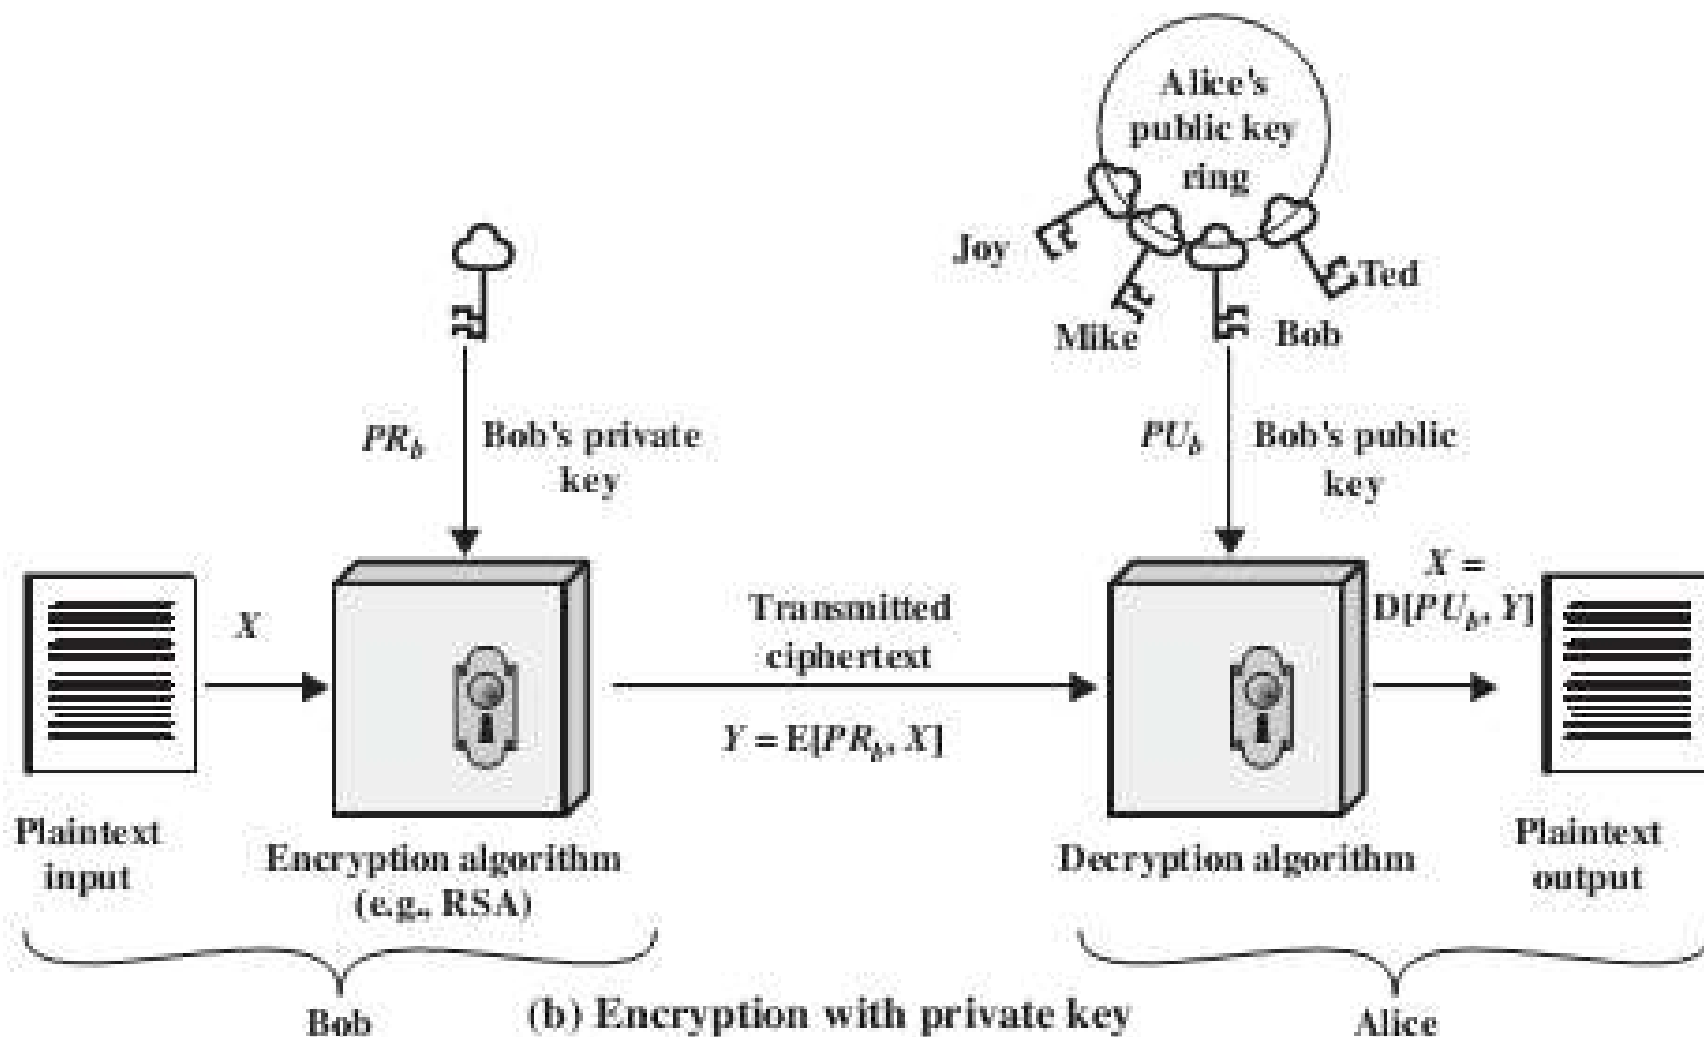 Alice's
public key
ring
Joy
Ted
Mike
Bob
PR_b
Bob's private
key
PU_b
Bob's public
key
X
Transmitted
ciphertext
Y = E[PR_b, X]
X =
D[PU_b, Y]
Plaintext
input
Encryption algorithm
(e.g., RSA)
Decryption algorithm
Plaintext
output
Bob
(b) Encryption with private key
Alice